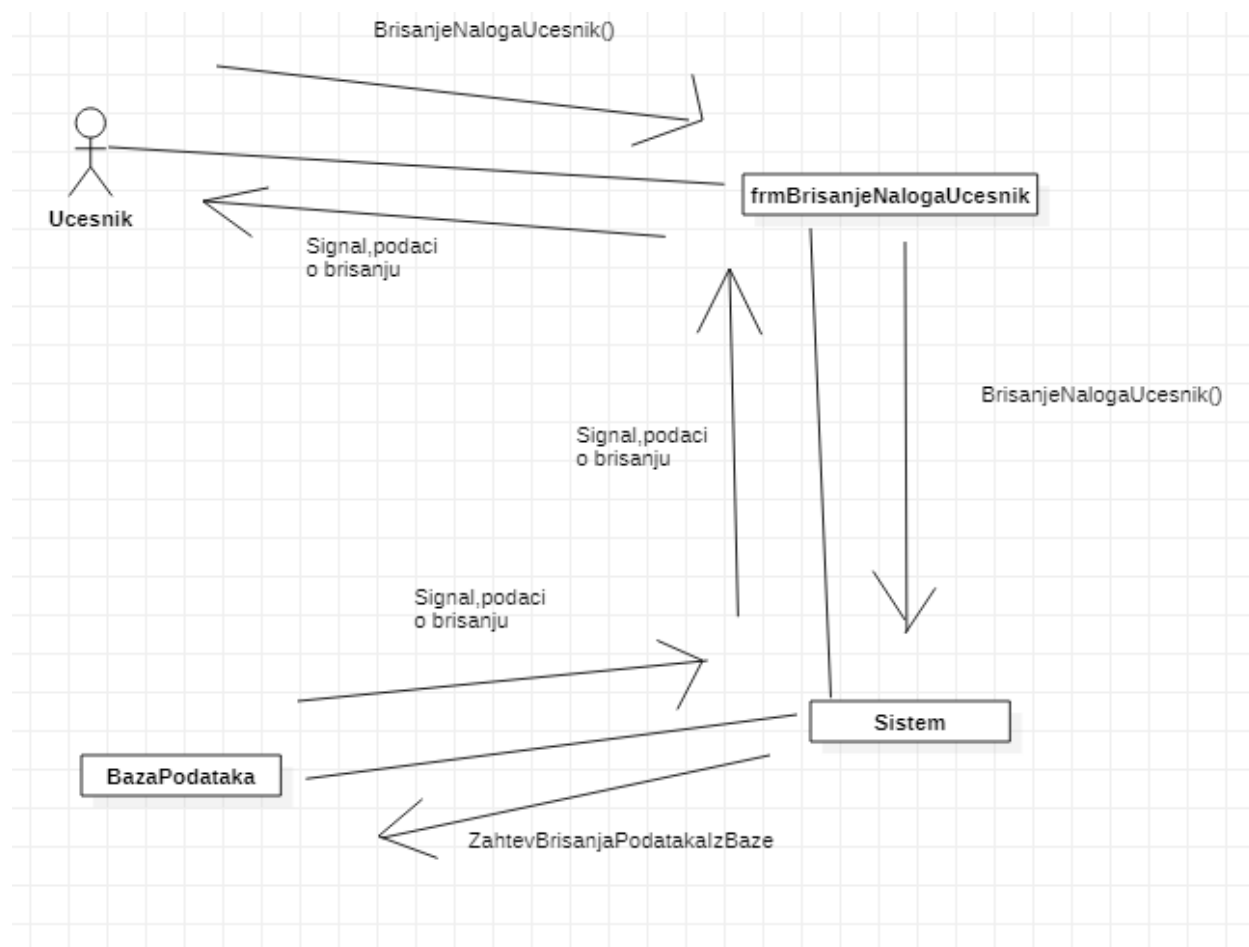 BrisanjeNalogaUcesnik()
frmBrisanjeNalogaUcesnik
Ucesnik
Signal,podaci
o brisanju
BrisanjeNalogaUcesnik()
Signal,podaci
o brisanju
Signal,podaci
o brisanju
Sistem
BazaPodataka
ZahtevBrisanjaPodatakaIzBaze